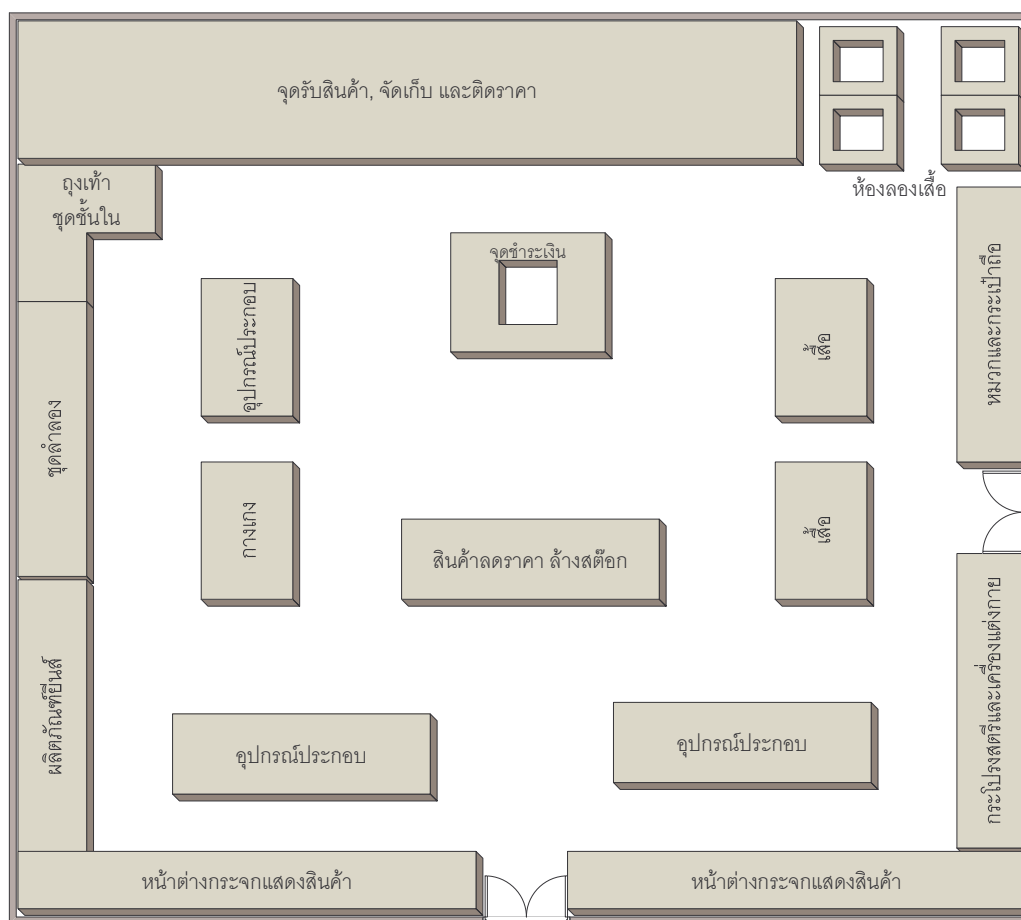 จุดรับสินค้า, จัดเก็บ และติดราคา
ถุงเท้า
ชุดชั้นใน
ห้องลองเสื้อ
จุดชำระเงิน
อุปกรณ์ประกอบ
เสื้อ
หมวกและกระเป๋าถือ
ชุดลำลอง
กางเกง
สินค้าลดราคา ล้างสต๊อก
เสื้อ
ผลิตภัณฑ์ยีนส์
อุปกรณ์ประกอบ
อุปกรณ์ประกอบ
กระโปรงสตรีและเครื่องแต่งกาย
หน้าต่างกระจกแสดงสินค้า
หน้าต่างกระจกแสดงสินค้า